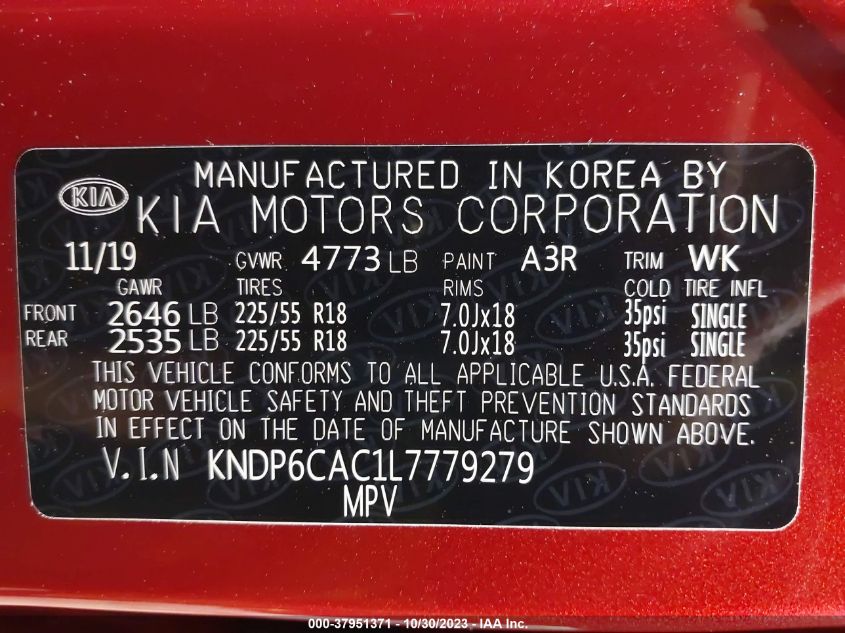 MANUFACTURED IN KOREA BY
KIA KIA MOTORS CORPORATION
11/19 GVWR 4773 LB PAINT A3R TRIM WK
GAWR TIRES RIMS COLD TIRE INFL
FRONT 2646 LB 225/55 R18 7.0Jx18 35psi SINGLE
REAR 2535 LB 225/55 R18 7.0Jx18 35psi SINGLE
THIS VEHICLE CONFORMS TO ALL APPLICABLE U.S.A. FEDERAL
MOTOR VEHICLE SAFETY AND THEFT PREVENTION STANDARDS
IN EFFECT ON THE DATE OF MANUFACTURE SHOWN ABOVE.
V.I.N KNDP6CAC1L7779279
MPV
000-37951371 - 10/30/2023 - IAA Inc.